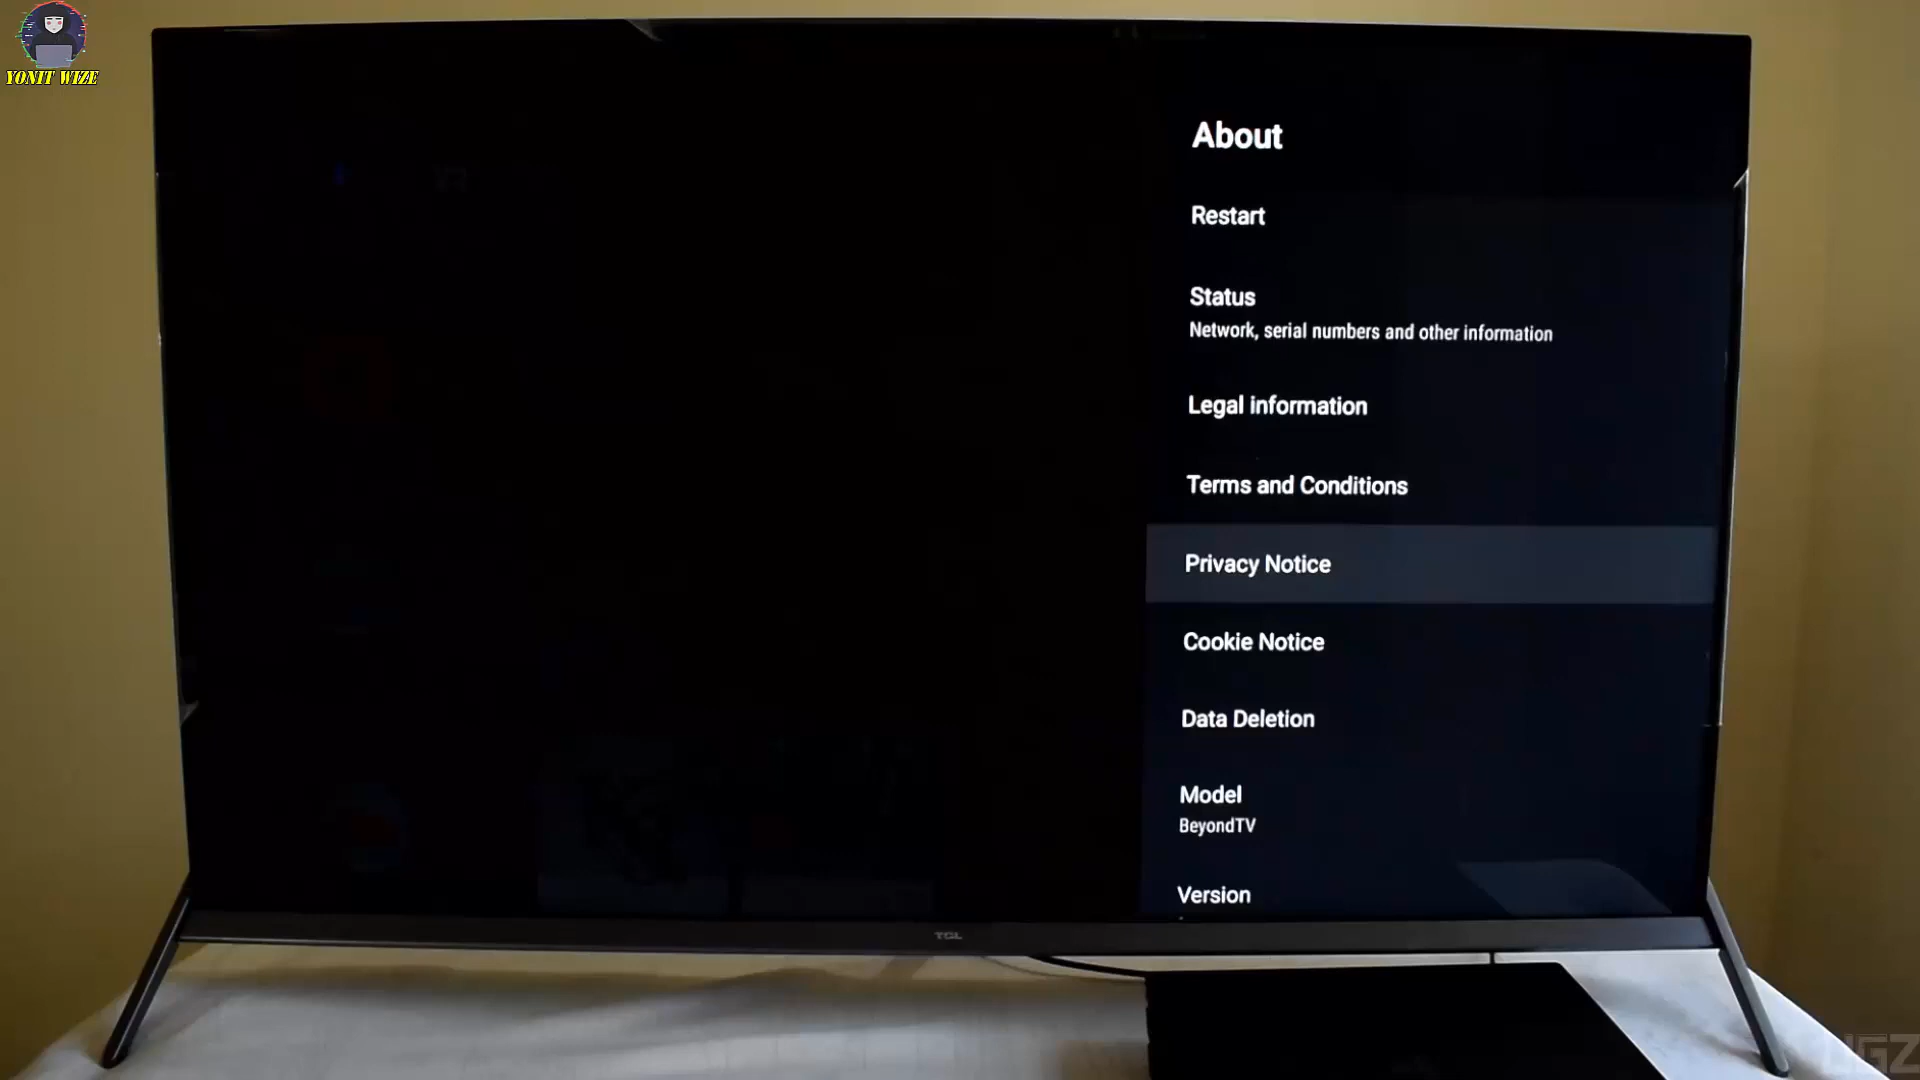 YONIT WIZE
About
Restart
Status
Network, serial numbers and other information
Legal information
Terms and Conditions
Privacy Notice
Cookie Notice
Data Deletion
Model
BeyondTV
Version
TCL